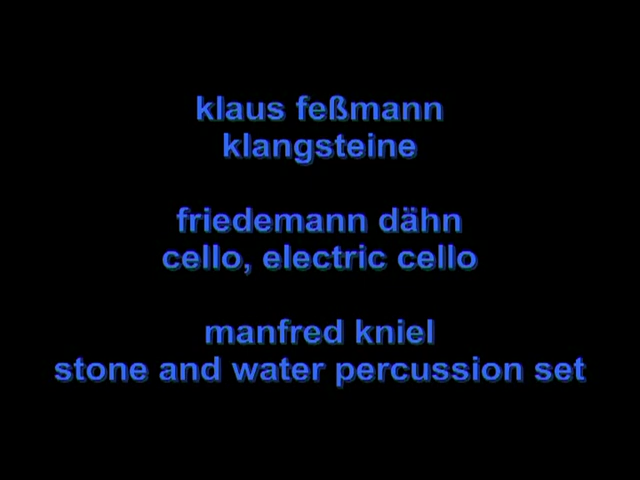 klaus feßmann
klangsteine
friedemann dähn
cello, electric cello
manfred kniel
stone and water percussion set